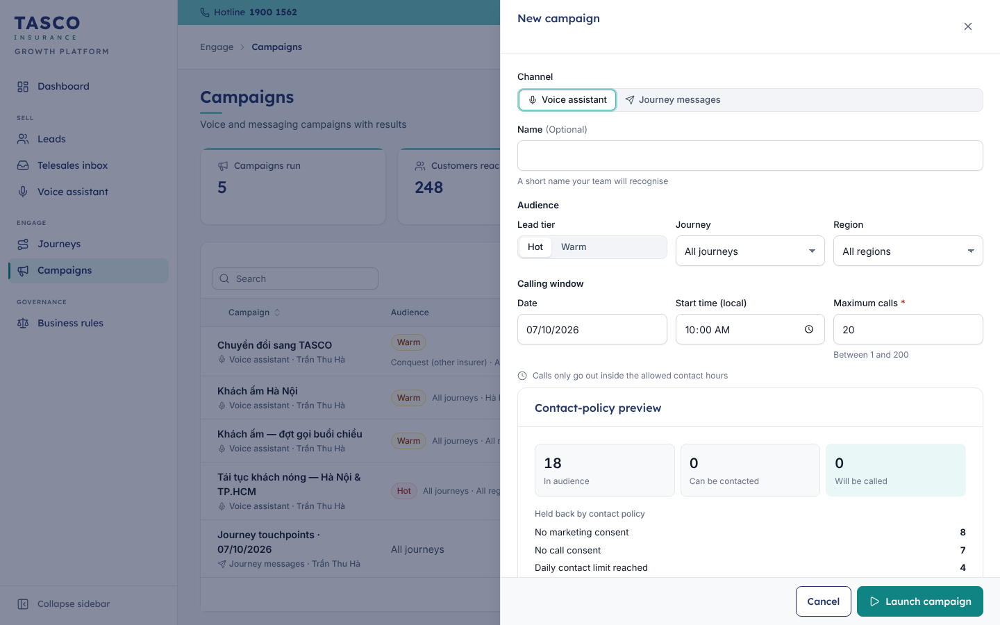 TASCO
INSURANCE
GROWTH PLATFORM
Dashboard
SELL
Leads
Telesales inbox
Voice assistant
ENGAGE
Journeys
Campaigns
GOVERNANCE
Business rules
Collapse sidebar
Hotline 1900 1562
Engage > Campaigns
Campaigns
Voice and messaging campaigns with results
Campaigns run
5
Customers reac
248
Search
Campaign
Audience
Chuyển đổi sang TASCO
Voice assistant · Trần Thu Hà
Warm
Conquest (other insurer) · A
Khách ấm Hà Nội
Voice assistant · Trần Thu Hà
Warm
All journeys · Hà
Khách ấm — đợt gọi buổi chiều
Voice assistant · Trần Thu Hà
Warm
All journeys · All r
Tái tục khách nóng — Hà Nội &
TP.HCM
Voice assistant · Trần Thu Hà
Hot
All journeys · All reg
Journey touchpoints ·
07/10/2026
Journey messages · Trần Thu Hà
All journeys
New campaign
Channel
Voice assistant
Journey messages
Name (Optional)
A short name your team will recognise
Audience
Lead tier
Journey
Region
Hot
Warm
All journeys
All regions
Calling window
Date
Start time (local)
Maximum calls *
07/10/2026
10:00 AM
20
Between 1 and 200
Calls only go out inside the allowed contact hours
Contact-policy preview
18
In audience
0
Can be contacted
0
Will be called
Held back by contact policy
No marketing consent 8
No call consent 7
Daily contact limit reached 4
Cancel
Launch campaign